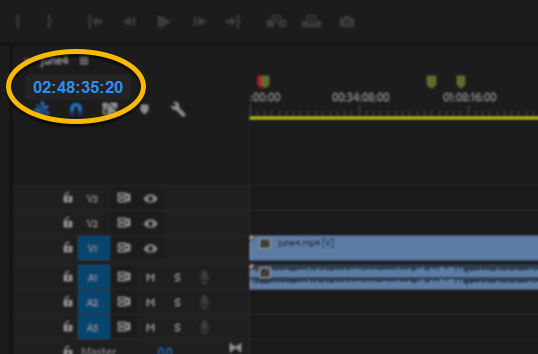 june4
02:48:35:20
:00:00 00:34:08:00 01:08:16:00
V3
V2
V1 june4.mp4 [V]
A1 M S
A2 M S
A3 M S
Master 0.0